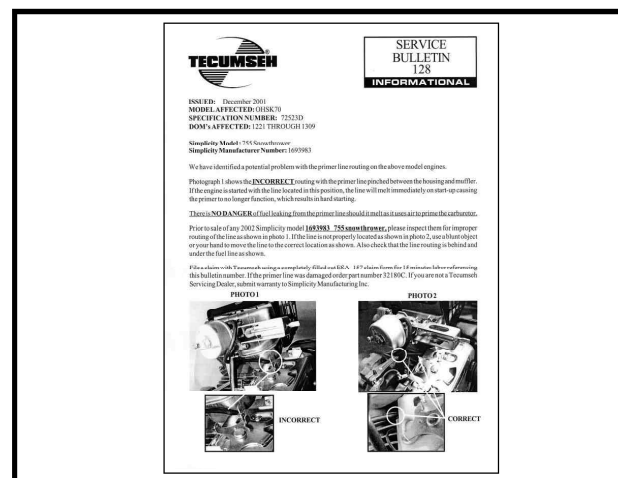 TECUMSEH
SERVICE
BULLETIN
128
INFORMATIONAL
ISSUED: December 2001
MODEL AFFECTED: OHSK70
SPECIFICATION NUMBER: 72523D
DOM's AFFECTED: 1221 THROUGH 1309
Simplicity Model: 755 Snowthrower
Simplicity Manufacturer Number: 1693983
We have identified a potential problem with the primer line routing on the above model engines.
Photograph 1 shows the INCORRECT routing with the primer line pinched between the housing and muffler.
If the engine is started with the line located in this position, the line will melt immediately on start-up causing
the primer to no longer function, which results in hard starting.
There is NO DANGER of fuel leaking from the primer line should it melt as it uses air to prime the carburetor.
Prior to sale of any 2002 Simplicity model 1693983 755 snowthrower, please inspect them for improper
routing of the line as shown in photo 1. If the line is not properly located as shown in photo 2, use a blunt object
or your hand to move the line to the correct location as shown. Also check that the line routing is behind and
under the fuel line as shown.
File a claim with Tecumseh using a completely filled out claim form for 15 minutes labor referencing
this bulletin number. If the primer line was damaged order part number 32180C. If you are not a Tecumseh
Servicing Dealer, submit warranty to Simplicity Manufacturing Inc.
PHOTO 1
PHOTO 2
INCORRECT
CORRECT